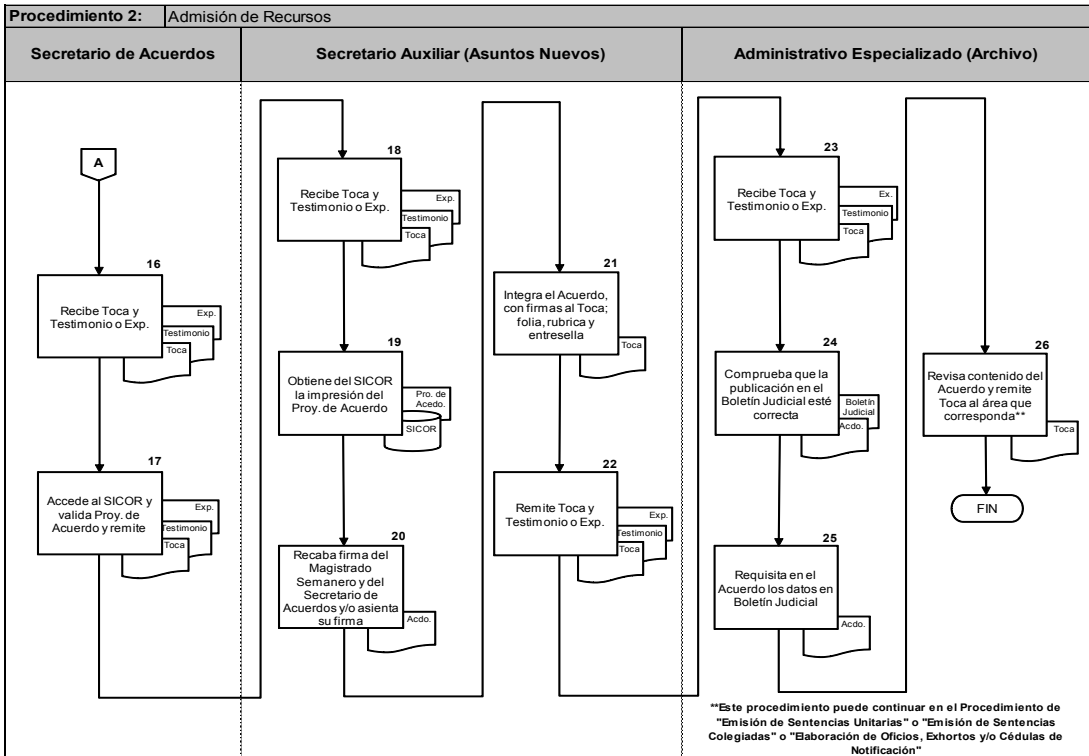 Procedimiento 2: Admisión de Recursos
Secretario de Acuerdos
Secretario Auxiliar (Asuntos Nuevos)
Administrativo Especializado (Archivo)
A
16
Recibe Toca y
Testimonio o Exp.
Exp.
Testimonio
Toca
17
Accede al SICOR y
valida Proy. de
Acuerdo y remite
Exp.
Testimonio
Toca
18
Recibe Toca y
Testimonio o Exp.
Exp.
Testimonio
Toca
19
Obtiene del SICOR
la impresión del
Proy. de Acuerdo
Pro. de
Acedo.
SICOR
20
Recaba firma del
Magistrado
Semanero y del
Secretario de
Acuerdos y/o asienta
su firma
Acdo.
21
Integra el Acuerdo,
con firmas al Toca;
folia, rubrica y
entresella
Toca
22
Remite Toca y
Testimonio o Exp.
Exp.
Testimonio
Toca
23
Recibe Toca y
Testimonio o Exp.
Ex.
Testimonio
Toca
24
Comprueba que la
publicación en el
Boletín Judicial esté
correcta
Boletín
Judicial
Acdo.
25
Requisita en el
Acuerdo los datos en
Boletín Judicial
Acdo.
26
Revisa contenido del
Acuerdo y remite
Toca al área que
corresponda**
Toca
FIN
**Este procedimiento puede continuar en el Procedimiento de
"Emisión de Sentencias Unitarias" o "Emisión de Sentencias
Colegiadas" o "Elaboración de Oficios, Exhortos y/o Cédulas de
Notificación"